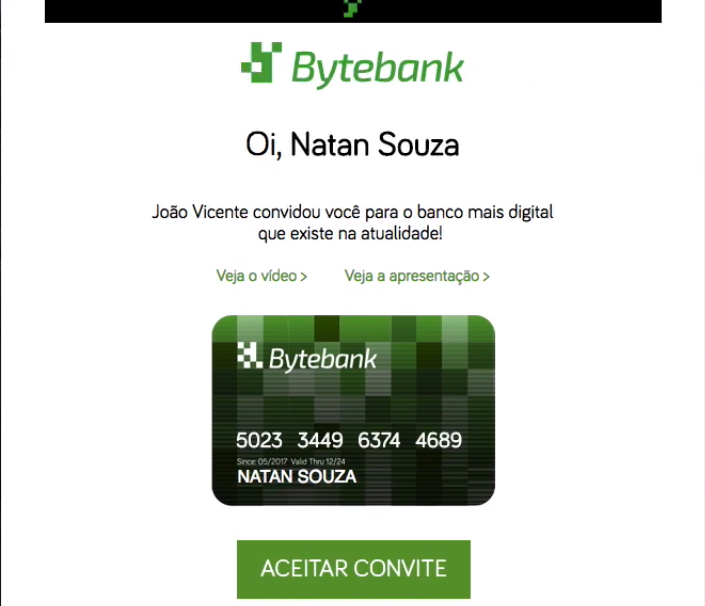 Bytebank
Oi, Natan Souza
João Vicente convidou você para o banco mais digital
que existe na atualidade!
Veja o vídeo > Veja a apresentação >
Bytebank
5023 3449 6374 4689
Since: 05/2017 Valid Thru 12/24
NATAN SOUZA
ACEITAR CONVITE